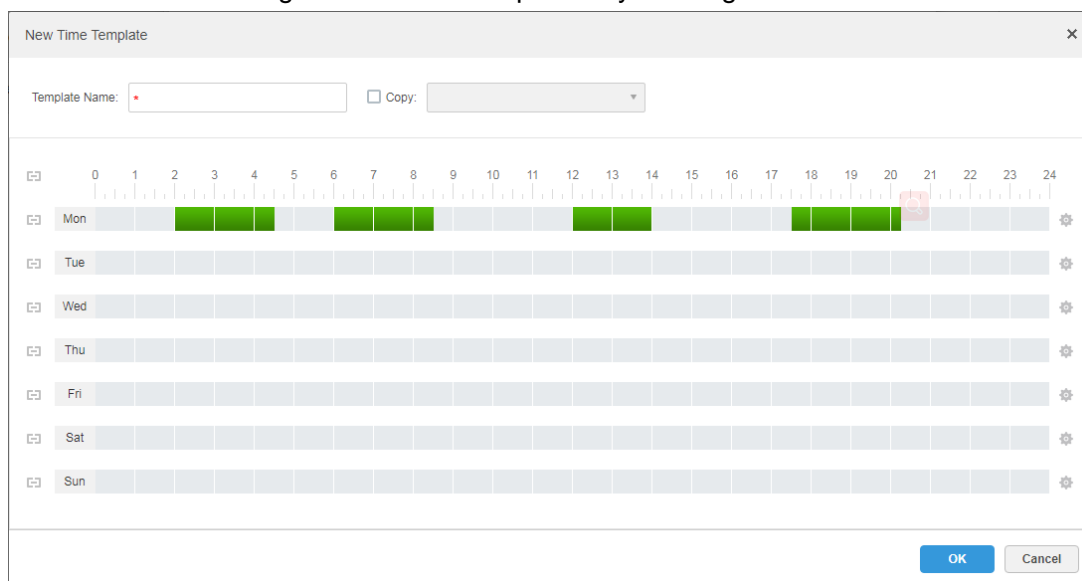 New Time Template
Template Name: * Copy:
0 1 2 3 4 5 6 7 8 9 10 11 12 13 14 15 16 17 18 19 20 21 22 23 24
Mon
Tue
Wed
Thu
Fri
Sat
Sun
OK Cancel